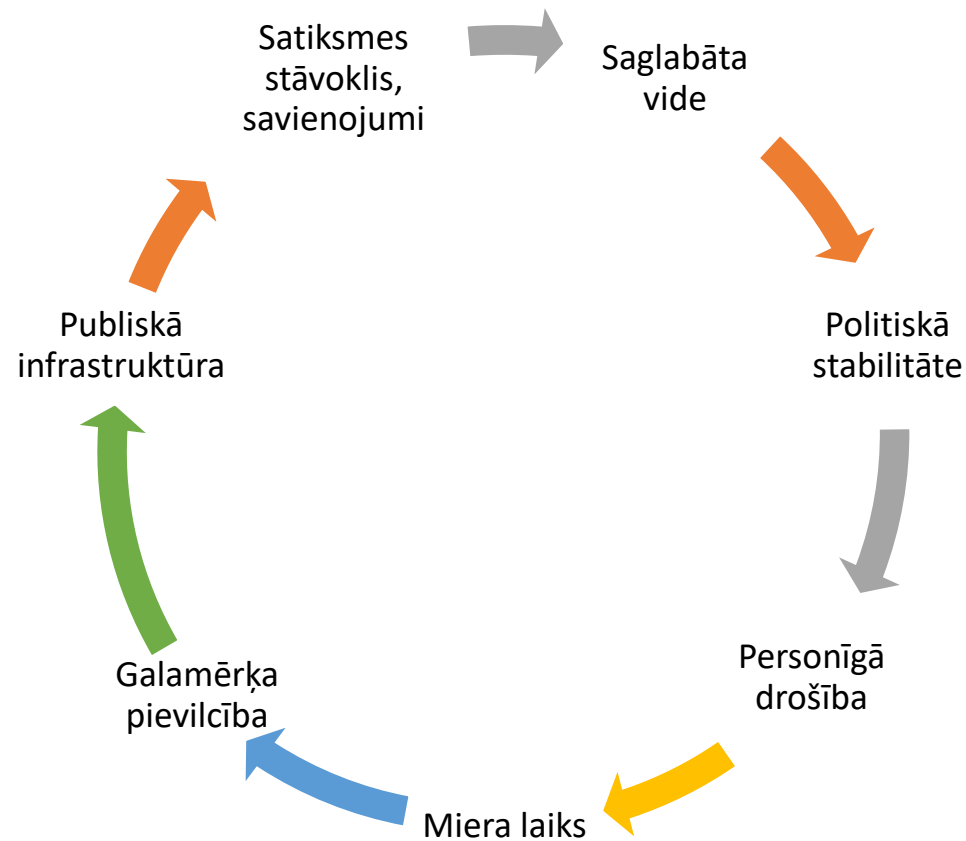 Satiksmes
stāvoklis,
savienojumi
Saglabāta
vide
Politiskā
stabilitāte
Personīgā
drošība
Miera laiks
Galamērķa
pievilcība
Publiskā
infrastruktūra